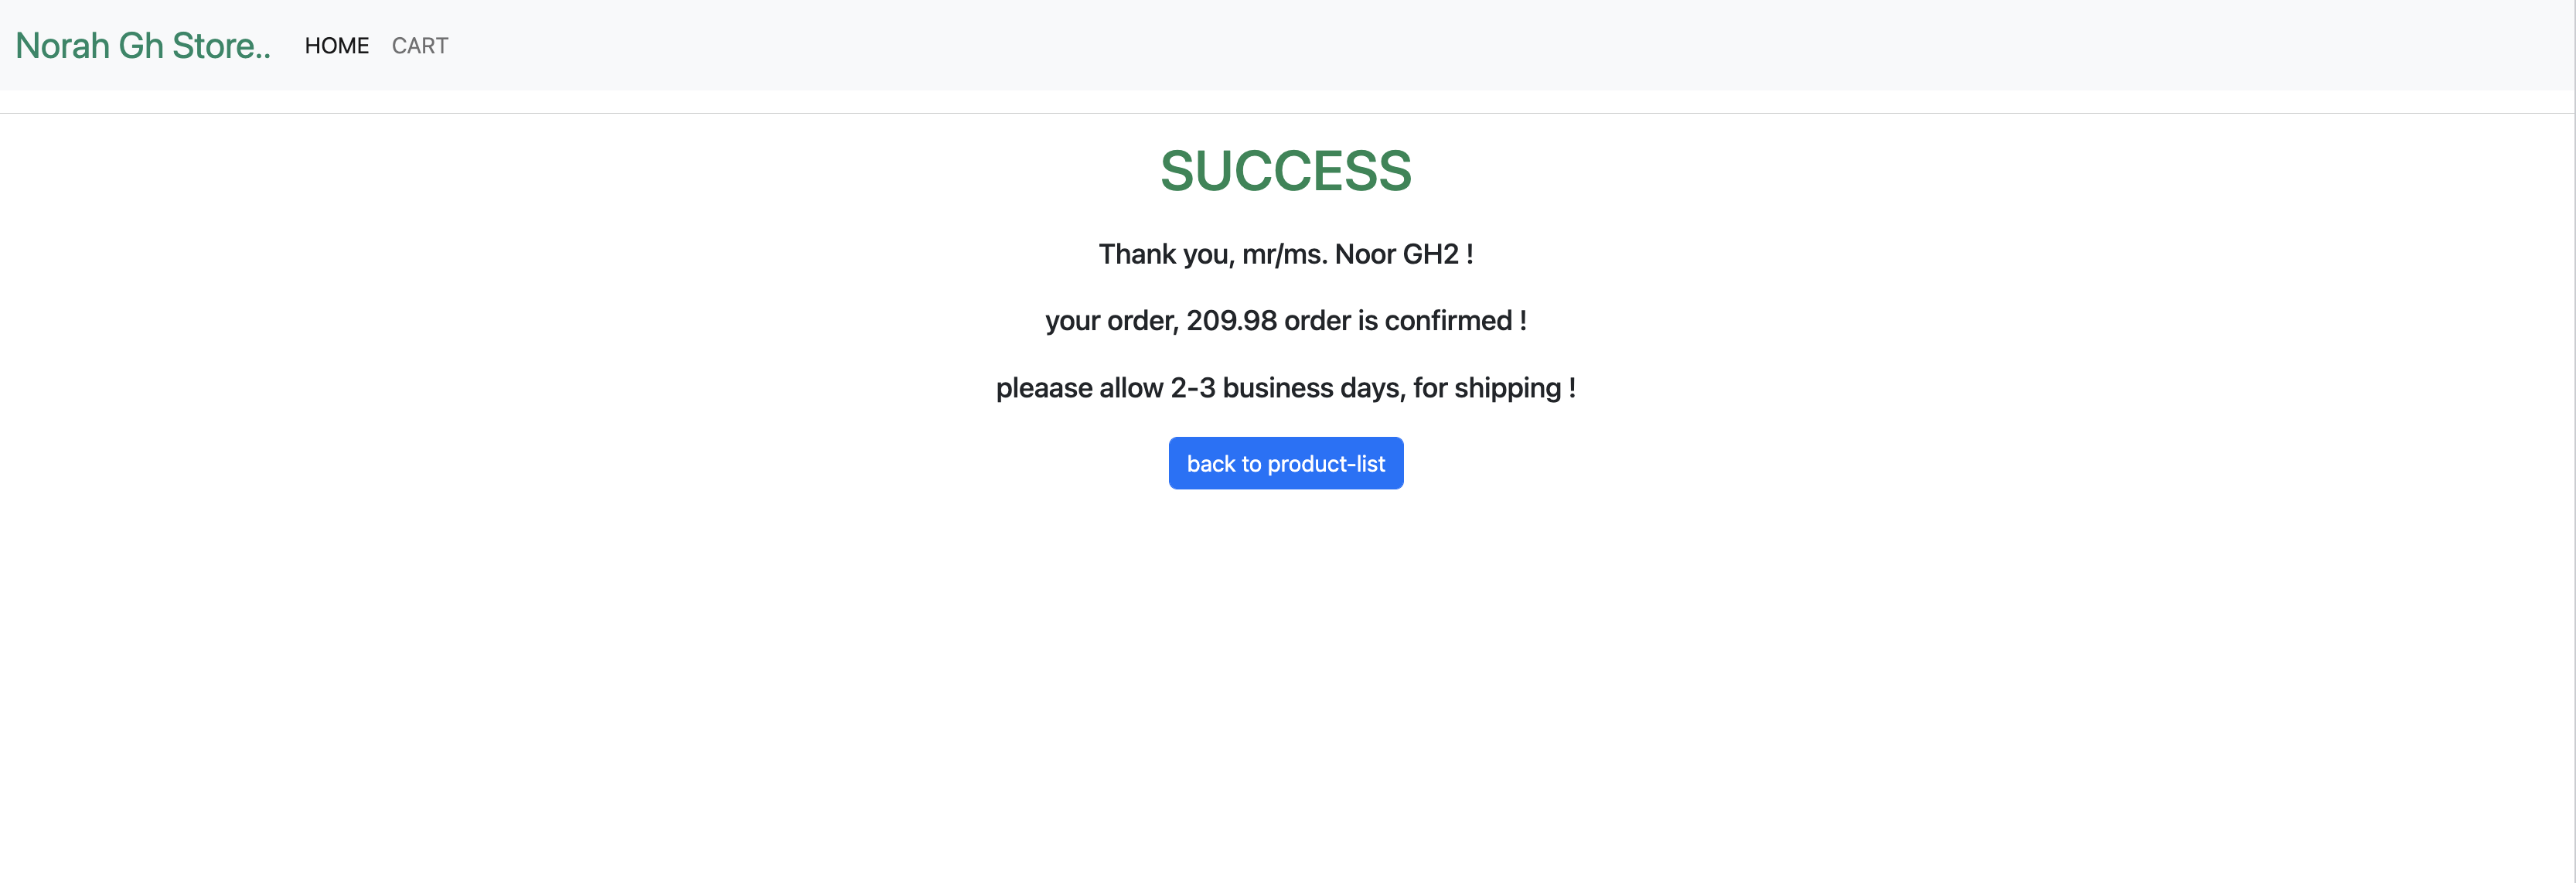 Norah Gh Store.. HOME CART
SUCCESS
Thank you, mr/ms. Noor GH2 !
your order, 209.98 order is confirmed !
pleaase allow 2-3 business days, for shipping !
back to product-list